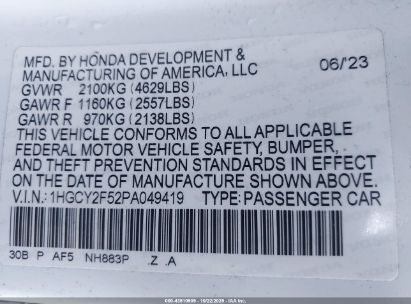 MFD. BY HONDA DEVELOPMENT &
MANUFACTURING OF AMERICA, LLC 06/23
GVWR 2100KG (4629LBS)
GAWR F 1160KG (2557LBS)
GAWR R 970KG (2138LBS)
THIS VEHICLE CONFORMS TO ALL APPLICABLE
FEDERAL MOTOR VEHICLE SAFETY, BUMPER,
AND THEFT PREVENTION STANDARDS IN EFFECT
ON THE DATE OF MANUFACTURE SHOWN ABOVE.
V.I.N.: 1HGCY2F52PA049419 TYPE: PASSENGER CAR
30B P AF5 NH883P .Z .A